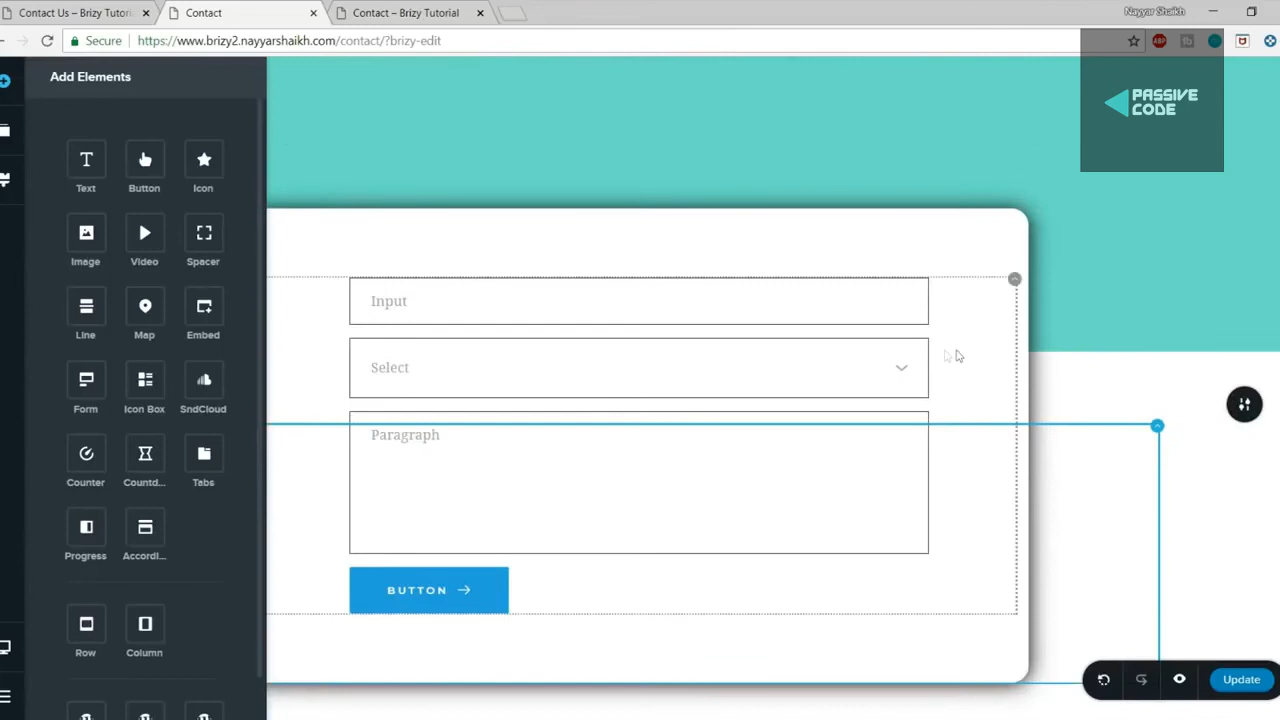 Contact Us – Brizy Tutori
Contact
Contact – Brizy Tutorial
Nayyar Shaikh
Secure
https://www.brizy2.nayyarshaikh.com/contact/?brizy-edit
ABP
Add Elements
PASSIVE
CODE
Text
Button
Icon
Image
Video
Spacer
Line
Map
Embed
Form
Icon Box
SndCloud
Counter
Countd...
Tabs
Progress
Accordi...
Row
Column
Input
Select
Paragraph
BUTTON
Update